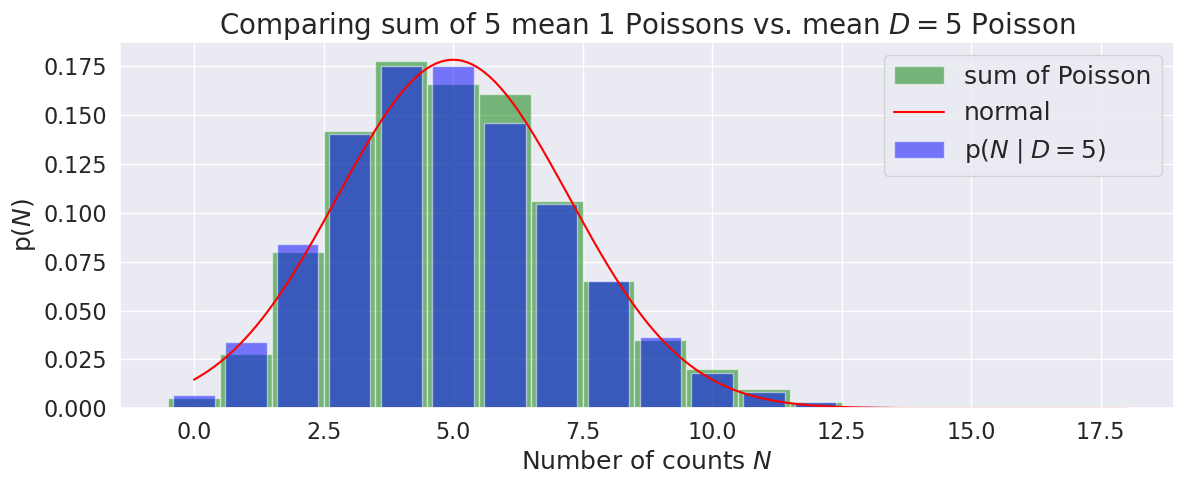 Comparing sum of 5 mean 1 Poissons vs. mean D = 5 Poisson
sum of Poisson
normal
p(N | D = 5)
p(N)
0.175
0.150
0.125
0.100
0.075
0.050
0.025
0.000
0.0 2.5 5.0 7.5 10.0 12.5 15.0 17.5
Number of counts N